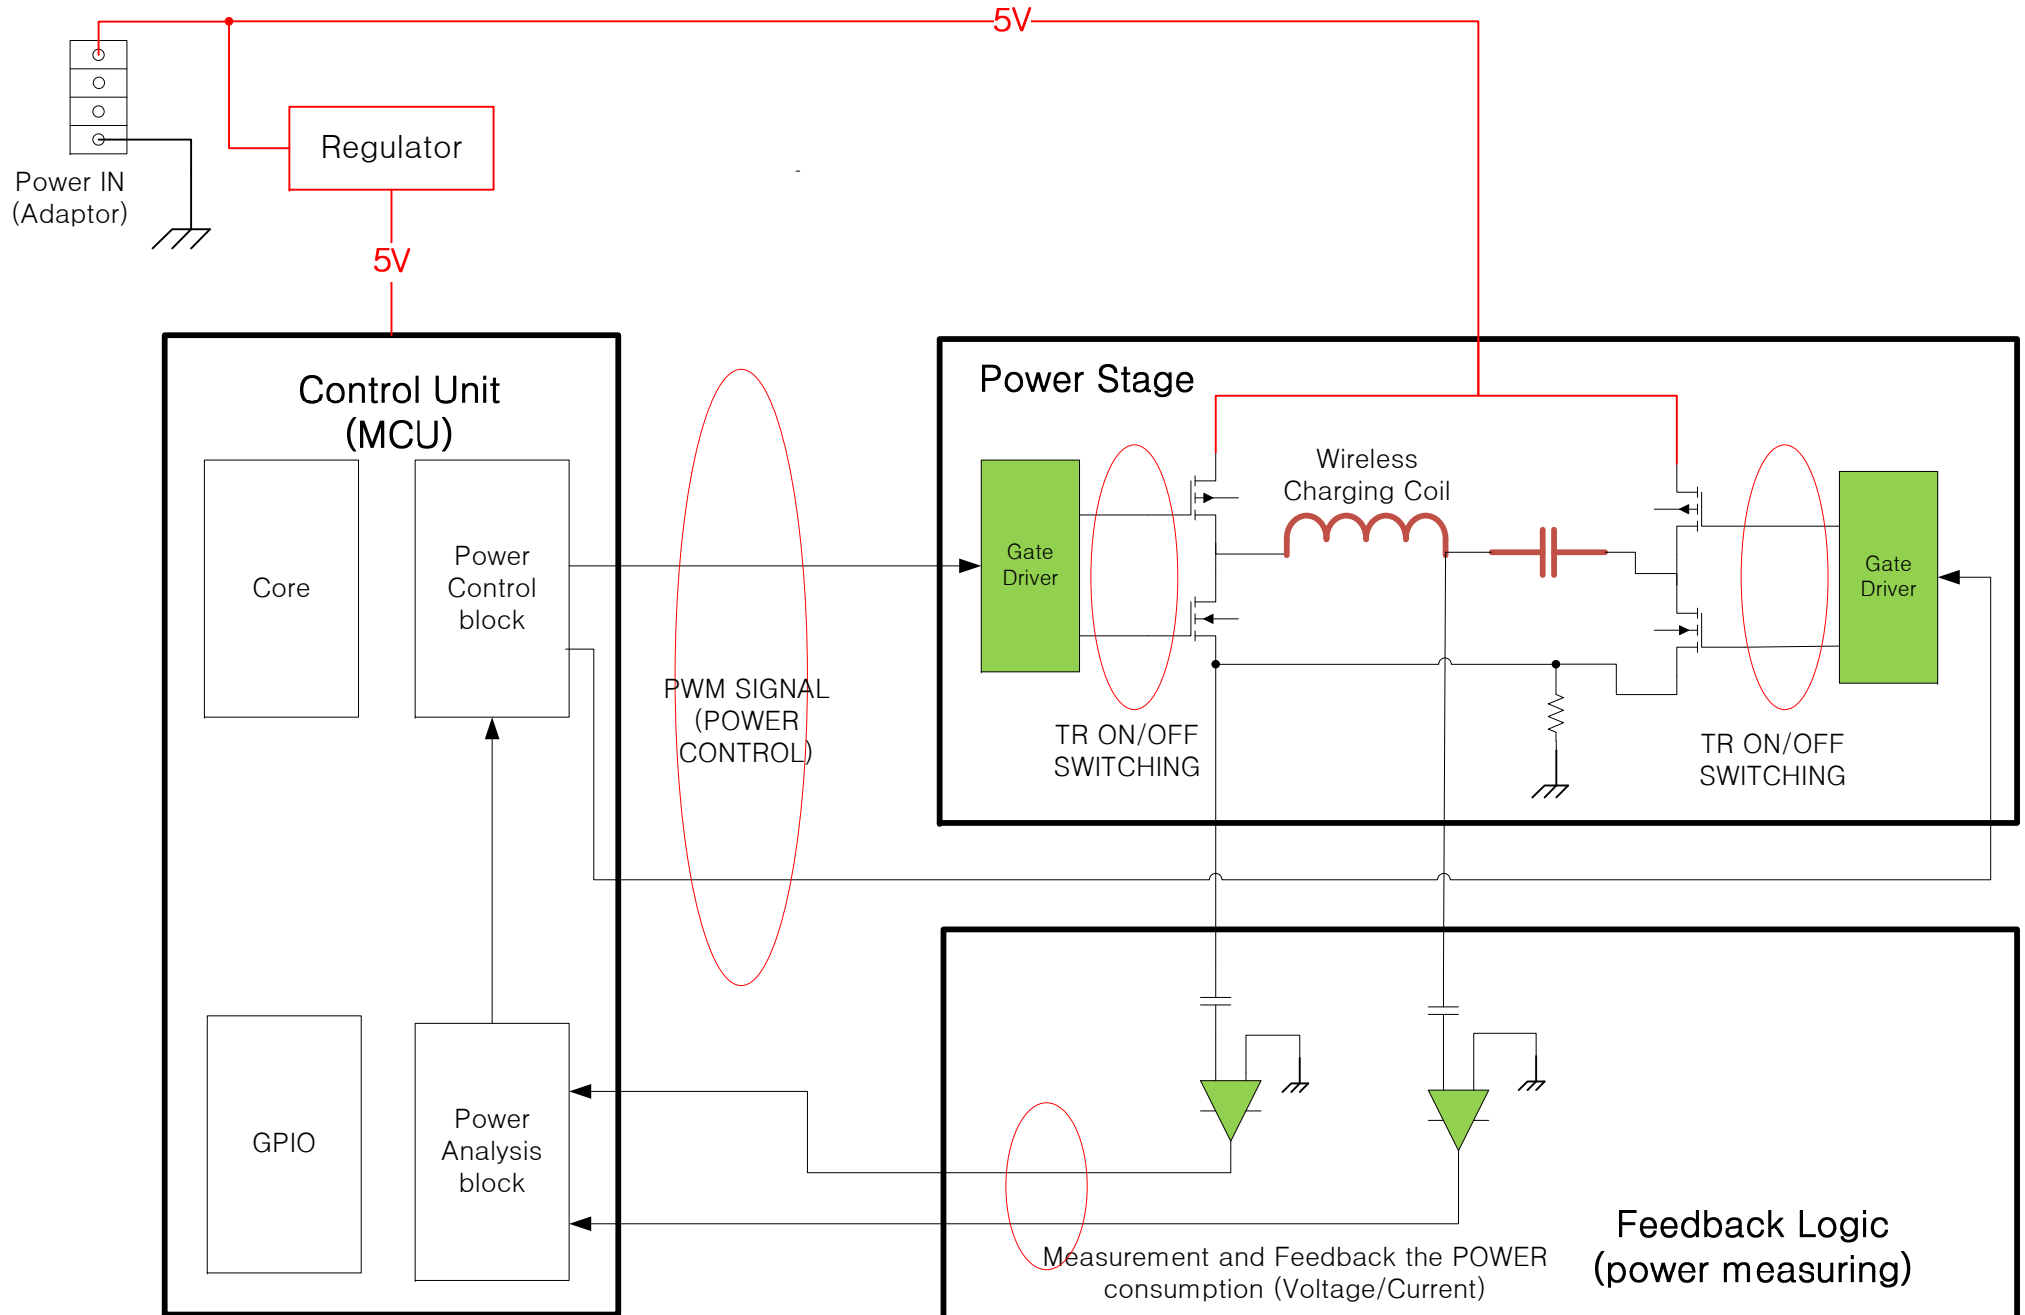 5V
Regulator
Power IN
(Adaptor)
5V
Control Unit
(MCU)
Core
Power
Control
block
GPIO
Power
Analysis
block
PWM SIGNAL
(POWER
CONTROL)
Power Stage
Gate
Driver
Wireless
Charging Coil
Gate
Driver
TR ON/OFF
SWITCHING
TR ON/OFF
SWITCHING
Measurement and Feedback the POWER
consumption (Voltage/Current)
Feedback Logic
(power measuring)